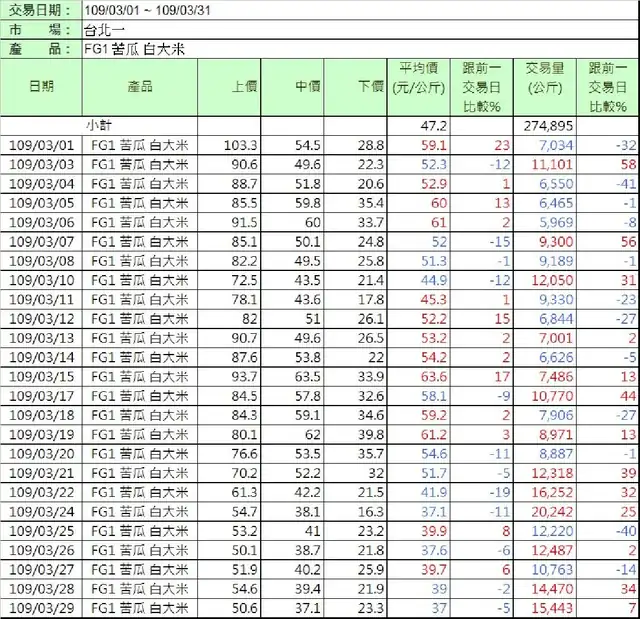 交易日期： 109/03/01 ~ 109/03/31
市　　場： 台北一
產　　品： FG1 苦瓜 白大米
日期 產品 上價 中價 下價 平均價(元/公斤) 跟前一交易日比較% 交易量(公斤) 跟前一交易日比較%
小計 47.2 274,895
109/03/01 FG1 苦瓜 白大米 103.3 54.5 28.8 59.1 23 7,034 -32
109/03/03 FG1 苦瓜 白大米 90.6 49.6 22.3 52.3 -12 11,101 58
109/03/04 FG1 苦瓜 白大米 88.7 51.8 20.6 52.9 1 6,550 -41
109/03/05 FG1 苦瓜 白大米 85.5 59.8 35.4 60 13 6,465 -1
109/03/06 FG1 苦瓜 白大米 91.5 60 33.7 61 2 5,969 -8
109/03/07 FG1 苦瓜 白大米 85.1 50.1 24.8 52 -15 9,300 56
109/03/08 FG1 苦瓜 白大米 82.2 49.5 25.8 51.3 -1 9,189 -1
109/03/10 FG1 苦瓜 白大米 72.5 43.5 21.4 44.9 -12 12,050 31
109/03/11 FG1 苦瓜 白大米 78.1 43.6 17.8 45.3 1 9,330 -23
109/03/12 FG1 苦瓜 白大米 82 51 26.1 52.2 15 6,844 -27
109/03/13 FG1 苦瓜 白大米 90.7 49.6 26.5 53.2 2 7,001 2
109/03/14 FG1 苦瓜 白大米 87.6 53.8 22 54.2 2 6,626 -5
109/03/15 FG1 苦瓜 白大米 93.7 63.5 33.9 63.6 17 7,486 13
109/03/17 FG1 苦瓜 白大米 84.5 57.8 32.6 58.1 -9 10,770 44
109/03/18 FG1 苦瓜 白大米 84.3 59.1 34.6 59.2 2 7,906 -27
109/03/19 FG1 苦瓜 白大米 80.1 62 39.8 61.2 3 8,971 13
109/03/20 FG1 苦瓜 白大米 76.6 53.5 35.7 54.6 -11 8,887 -1
109/03/21 FG1 苦瓜 白大米 70.2 52.2 32 51.7 -5 12,318 39
109/03/22 FG1 苦瓜 白大米 61.3 42.2 21.5 41.9 -19 16,252 32
109/03/24 FG1 苦瓜 白大米 54.7 38.1 16.3 37.1 -11 20,242 25
109/03/25 FG1 苦瓜 白大米 53.2 41 23.2 39.9 8 12,220 -40
109/03/26 FG1 苦瓜 白大米 50.1 38.7 21.8 37.6 -6 12,487 2
109/03/27 FG1 苦瓜 白大米 51.9 40.2 25.9 39.7 6 10,763 -14
109/03/28 FG1 苦瓜 白大米 54.6 39.4 21.9 39 -2 14,470 34
109/03/29 FG1 苦瓜 白大米 50.6 37.1 23.3 37 -5 15,443 7